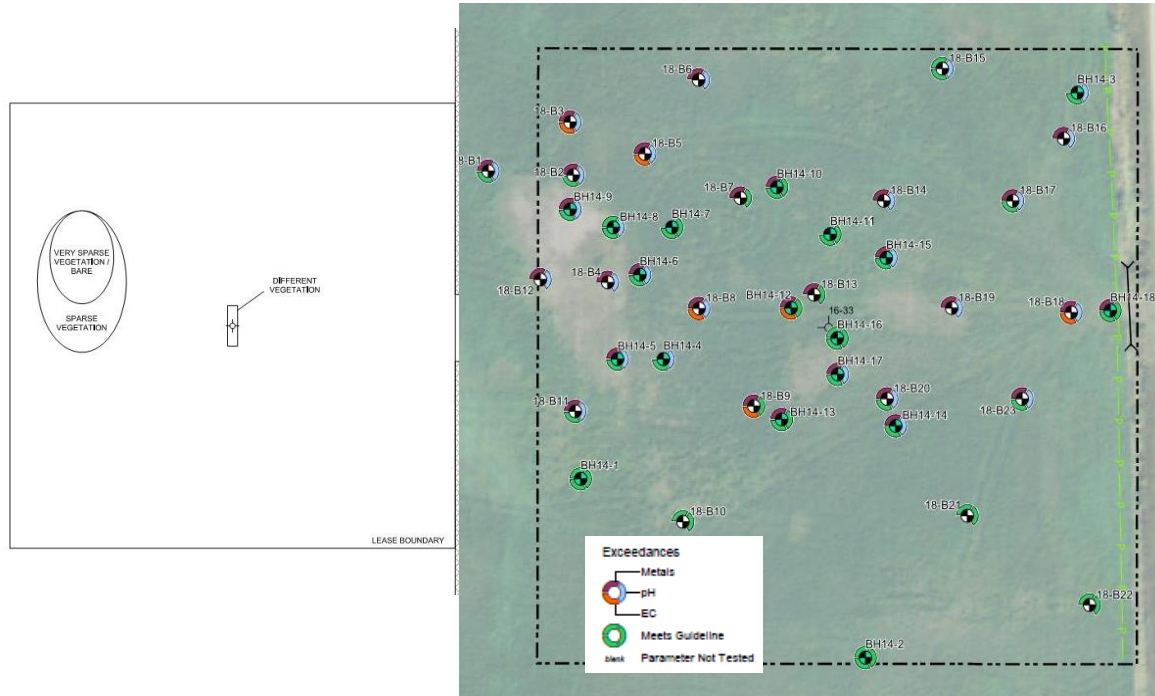 VERY SPARSE
VEGETATION /
BARE
SPARSE
VEGETATION
DIFFERENT
VEGETATION
LEASE BOUNDARY
18-B6
18-B15
BH14-3
18-B3
18-B16
18-B5
18-B1
18-B2
BH14-10
18-B7
18-B14
18-B17
BH14-9
BH14-8
BH14-7
BH14-11
BH14-15
BH14-6
18-B4
18-B12
18-B13
18-B8
BH14-12
18-B19
18-B18
BH14-18
16-33
BH14-16
BH14-5
BH14-4
BH14-17
18-B20
18-B23
18-B11
18-B9
BH14-13
BH14-14
BH14-1
18-B10
18-B21
18-B22
BH14-2
Exceedances
Metals
pH
EC
Meets Guideline
blank Parameter Not Tested